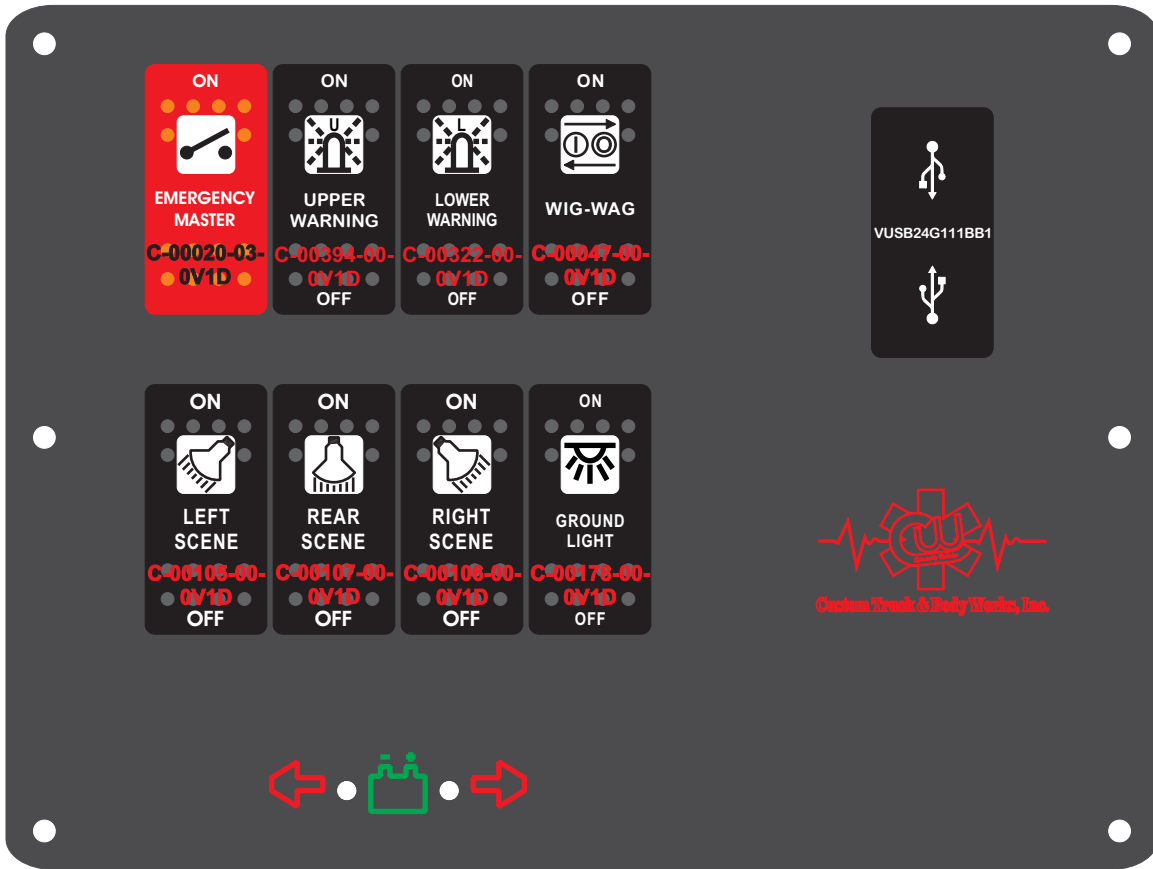 ON
EMERGENCY
MASTER
C-00020-03-
0V1D
ON
U
UPPER
WARNING
C-00394-00-
0V1D
OFF
ON
L
LOWER
WARNING
C-00322-00-
0V1D
OFF
ON
WIG-WAG
C-00047-00-
0V1D
OFF
VUSB24G111BB1
ON
LEFT
SCENE
C-00105-00-
0V1D
OFF
ON
REAR
SCENE
C-00107-00-
0V1D
OFF
ON
RIGHT
SCENE
C-00106-00-
0V1D
OFF
ON
GROUND
LIGHT
C-00178-00-
0V1D
OFF
Custom Truck & Body Works, Inc.